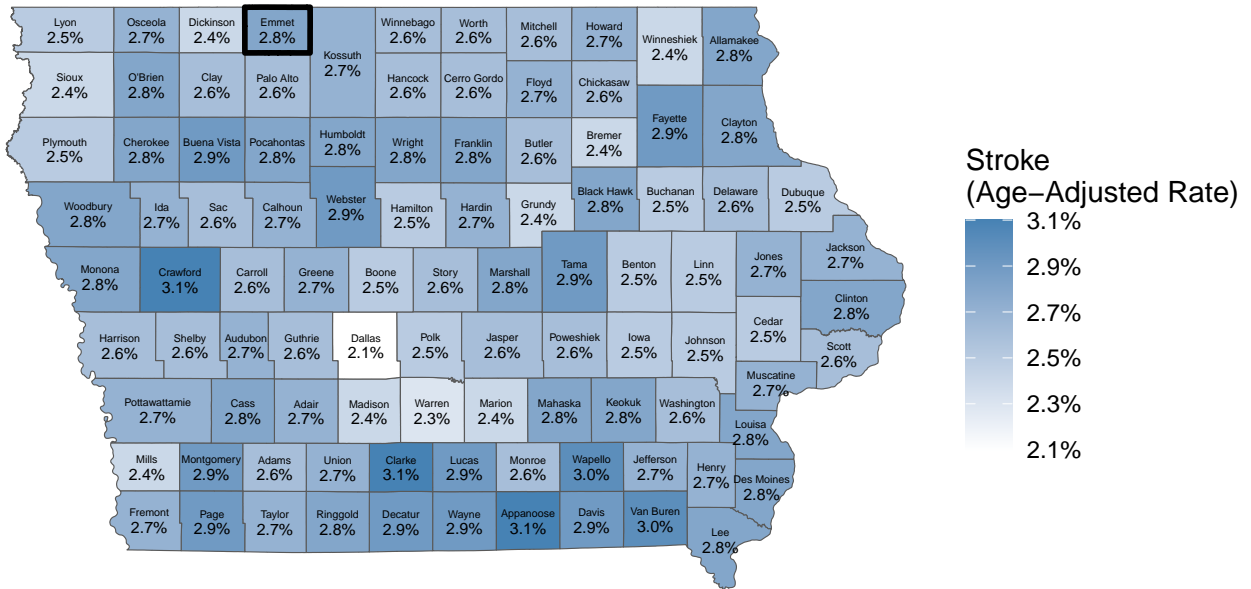 Lyon
2.5%
Osceola
2.7%
Dickinson
2.4%
Emmet
2.8%
Kossuth
2.7%
Winnebago
2.6%
Worth
2.6%
Mitchell
2.6%
Howard
2.7%
Winneshiek
2.4%
Allamakee
2.8%
Sioux
2.4%
O'Brien
2.8%
Clay
2.6%
Palo Alto
2.6%
Hancock
2.6%
Cerro Gordo
2.6%
Floyd
2.7%
Chickasaw
2.6%
Fayette
2.9%
Clayton
2.8%
Plymouth
2.5%
Cherokee
2.8%
Buena Vista
2.9%
Pocahontas
2.8%
Humboldt
2.8%
Wright
2.8%
Franklin
2.8%
Butler
2.6%
Bremer
2.4%
Woodbury
2.8%
Ida
2.7%
Sac
2.6%
Calhoun
2.7%
Webster
2.9%
Hamilton
2.5%
Hardin
2.7%
Grundy
2.4%
Black Hawk
2.8%
Buchanan
2.5%
Delaware
2.6%
Dubuque
2.5%
Monona
2.8%
Crawford
3.1%
Carroll
2.6%
Greene
2.7%
Boone
2.5%
Story
2.6%
Marshall
2.8%
Tama
2.9%
Benton
2.5%
Linn
2.5%
Jones
2.7%
Jackson
2.7%
Clinton
2.8%
Harrison
2.6%
Shelby
2.6%
Audubon
2.7%
Guthrie
2.6%
Dallas
2.1%
Polk
2.5%
Jasper
2.6%
Poweshiek
2.6%
Iowa
2.5%
Johnson
2.5%
Cedar
2.5%
Scott
2.6%
Muscatine
2.7%
Pottawattamie
2.7%
Cass
2.8%
Adair
2.7%
Madison
2.4%
Warren
2.3%
Marion
2.4%
Mahaska
2.8%
Keokuk
2.8%
Washington
2.6%
Louisa
2.8%
Mills
2.4%
Montgomery
2.9%
Adams
2.6%
Union
2.7%
Clarke
3.1%
Lucas
2.9%
Monroe
2.6%
Wapello
3.0%
Jefferson
2.7%
Henry
2.7%
Des Moines
2.8%
Fremont
2.7%
Page
2.9%
Taylor
2.7%
Ringgold
2.8%
Decatur
2.9%
Wayne
2.9%
Appanoose
3.1%
Davis
2.9%
Van Buren
3.0%
Lee
2.8%
Stroke
(Age−Adjusted Rate)
3.1%
2.9%
2.7%
2.5%
2.3%
2.1%